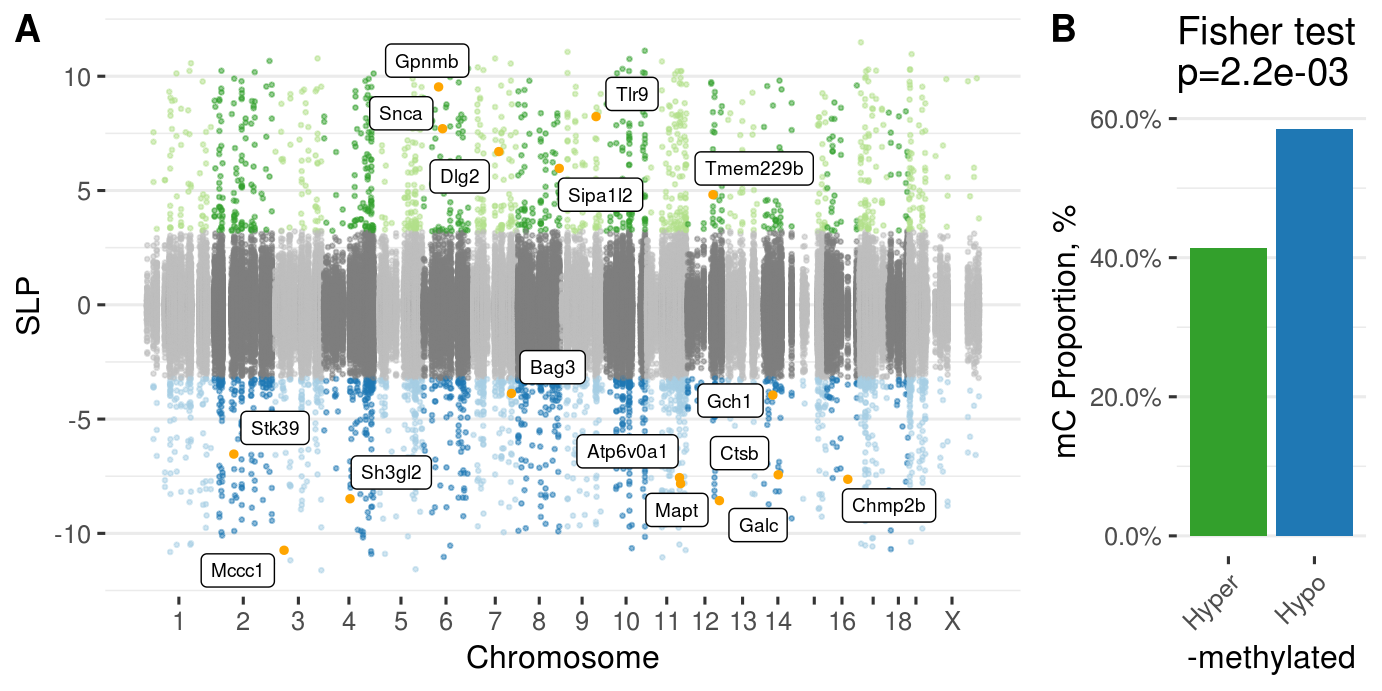 A
SLP
10
5
0
-5
-10
Gpnmb
Snca
Tlr9
Dlg2
Tmem229b
Sipa1l2
Bag3
Gch1
Stk39
Atp6v0a1
Ctsb
Sh3gl2
Mapt
Chmp2b
Galc
Mccc1
1 2 3 4 5 6 7 8 9 10 11 12 13 14 16 18 X
Chromosome
B
Fisher test
p=2.2e-03
mC Proportion, %
60.0%
40.0%
20.0%
0.0%
Hyper
Hypo
-methylated